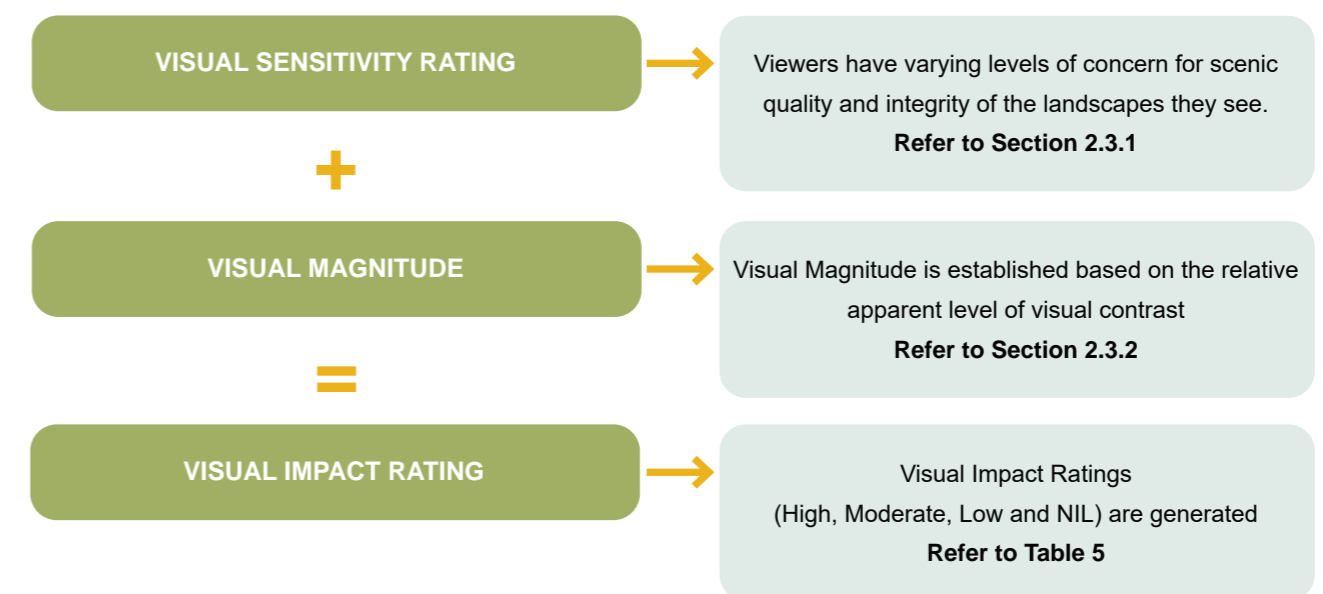 VISUAL SENSITIVITY RATING
Viewers have varying levels of concern for scenic
quality and integrity of the landscapes they see.
Refer to Section 2.3.1
+
VISUAL MAGNITUDE
Visual Magnitude is established based on the relative
apparent level of visual contrast
Refer to Section 2.3.2
=
VISUAL IMPACT RATING
Visual Impact Ratings
(High, Moderate, Low and NIL) are generated
Refer to Table 5